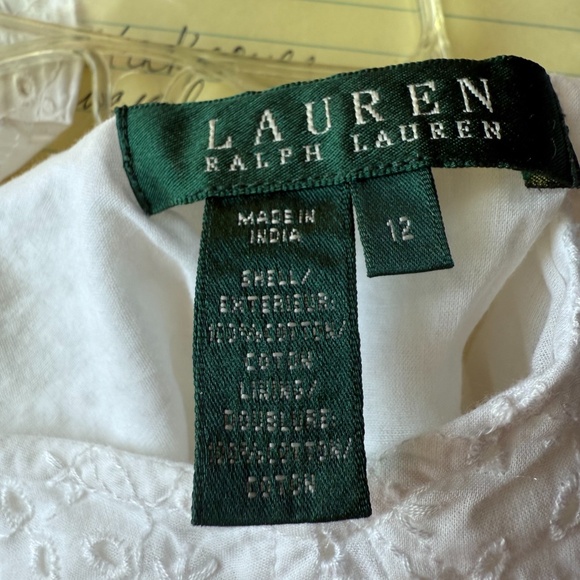 LAUREN
RALPH LAUREN
MADE IN
INDIA
12
SHELL/
EXTERIEUR:
100%COTTON/
COTON
LINING/
DOUBLURE
100%COTTON/
COTON